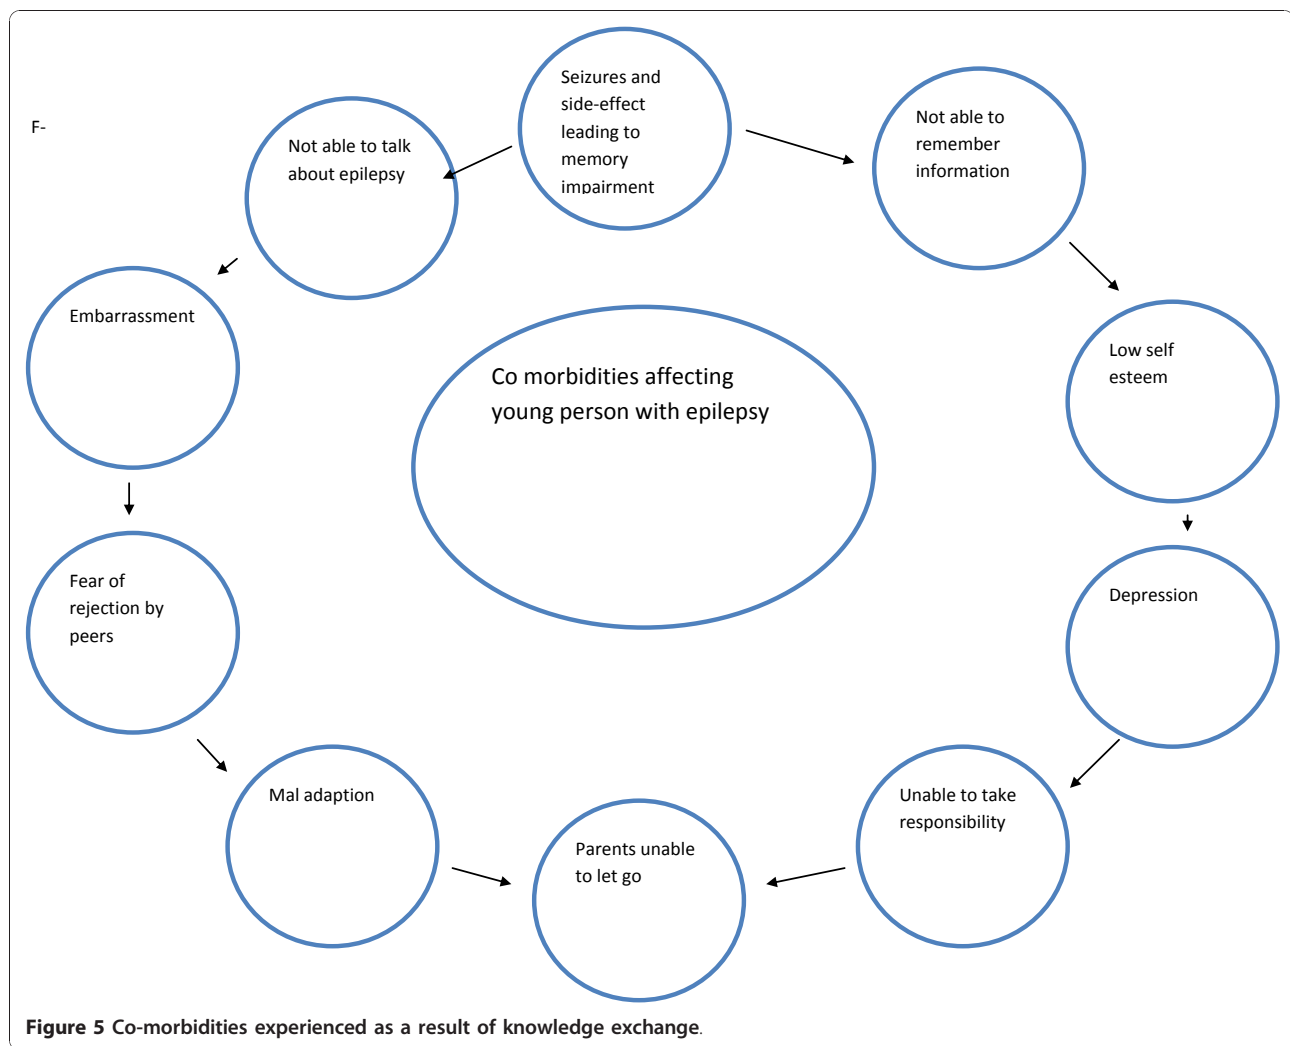 Seizures and
side-effect
leading to
memory
impairment
Not able to
remember
information
F-
Not able to talk
about epilepsy
Embarrassment
Low self
esteem
Co morbidities affecting
young person with epilepsy
Fear of
rejection by
peers
Depression
Mal adaption
Unable to take
responsibility
Parents unable
to let go
Figure 5 Co-morbidities experienced as a result of knowledge exchange.